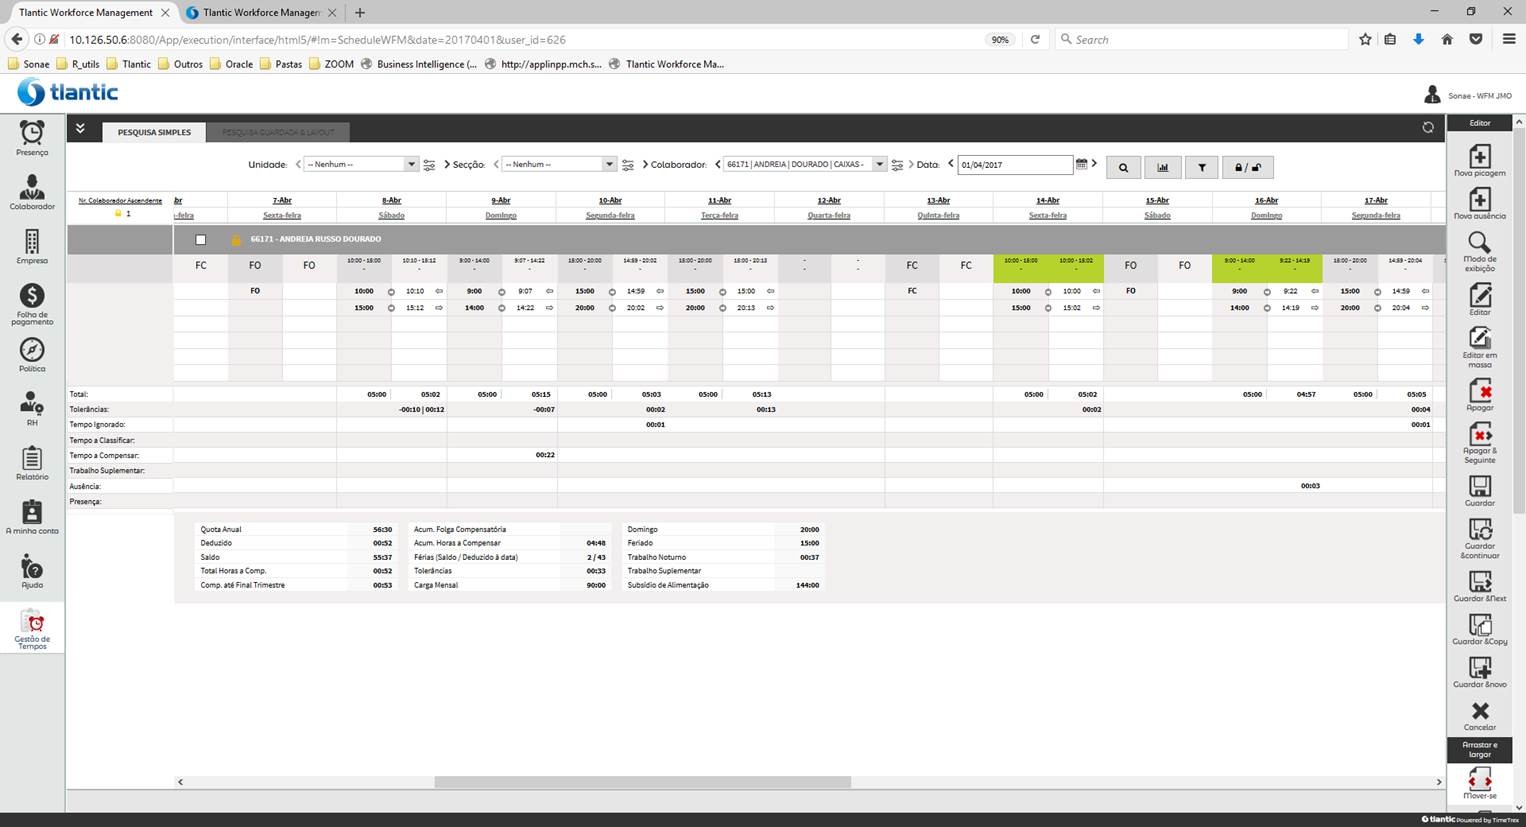 Tlantic Workforce Management
Tlantic Workforce Managem
10.126.50.6:8080/App/execution/interface/html5/#!m=ScheduleWFM&date=20170401&user_id=626
90%
Search
Sonae R_utils Tlantic Outros Oracle Pastas ZOOM Business Intelligence (... http://applinpp.mch.s... Tlantic Workforce Ma...
tlantic
Sonae - WFM JMO
Presença
Colaborador
Empresa
Folha de
pagamento
Política
RH
Relatório
A minha conta
Ajuda
Gestão de
Tempos
PESQUISA SIMPLES
PESQUISA GUARDADA & LAYOUT
Unidade: -- Nenhum -- Secção: -- Nenhum -- Colaborador: 66171 | ANDREIA | DOURADO | CAIXAS - Data: 01/04/2017
Nr. Colaborador Ascendente
1
br 7-Abr 8-Abr 9-Abr 10-Abr 11-Abr 12-Abr 13-Abr 14-Abr 15-Abr 16-Abr 17-Abr
-feira Sexta-feira Sábado Domingo Segunda-feira Terça-feira Quarta-feira Quinta-feira Sexta-feira Sábado Domingo Segunda-feira
66171 - ANDREIA RUSSO DOURADO
FC FO FO 10:00 - 15:00 10:10 - 15:12 9:00 - 14:00 9:07 - 14:22 15:00 - 20:00 14:59 - 20:02 15:00 - 20:00 15:00 - 20:13 - - FC FC 10:00 - 15:00 10:00 - 15:02 FO FO 9:00 - 14:00 9:22 - 14:19 15:00 - 20:00 14:59 - 20:04
FO 10:00 10:10 9:00 9:07 15:00 14:59 15:00 15:00 FC 10:00 10:00 FO 9:00 9:22 15:00 14:59
15:00 15:12 14:00 14:22 20:00 20:02 20:00 20:13 15:00 15:02 14:00 14:19 20:00 20:04
Total: 05:00 05:02 05:00 05:15 05:00 05:03 05:00 05:13 05:00 05:02 05:00 04:57 05:00 05:05
Tolerâncias: -00:10 | 00:12 -00:07 00:02 00:13 00:02 00:04
Tempo Ignorado: 00:01 00:01
Tempo a Classificar:
Tempo a Compensar: 00:22
Trabalho Suplementar:
Ausência: 00:03
Presença:
Quota Anual 56:30 Acum. Folga Compensatória Domingo 20:00
Deduzido 00:52 Acum. Horas a Compensar 04:48 Feriado 15:00
Saldo 55:37 Férias (Saldo / Deduzido à data) 2 / 43 Trabalho Noturno 00:37
Total Horas a Comp. 00:52 Tolerâncias 00:33 Trabalho Suplementar
Comp. até Final Trimestre 00:53 Carga Mensal 90:00 Subsídio de Alimentação 144:00
Editor
Nova picagem
Nova ausência
Modo de
exibição
Editar
Editar em
massa
Apagar
Apagar &
Seguinte
Guardar
Guardar
&continuar
Guardar &Next
Guardar &Copy
Guardar &novo
Cancelar
Arrastar e
largar
Mover-se
tlantic Powered by TimeTrex